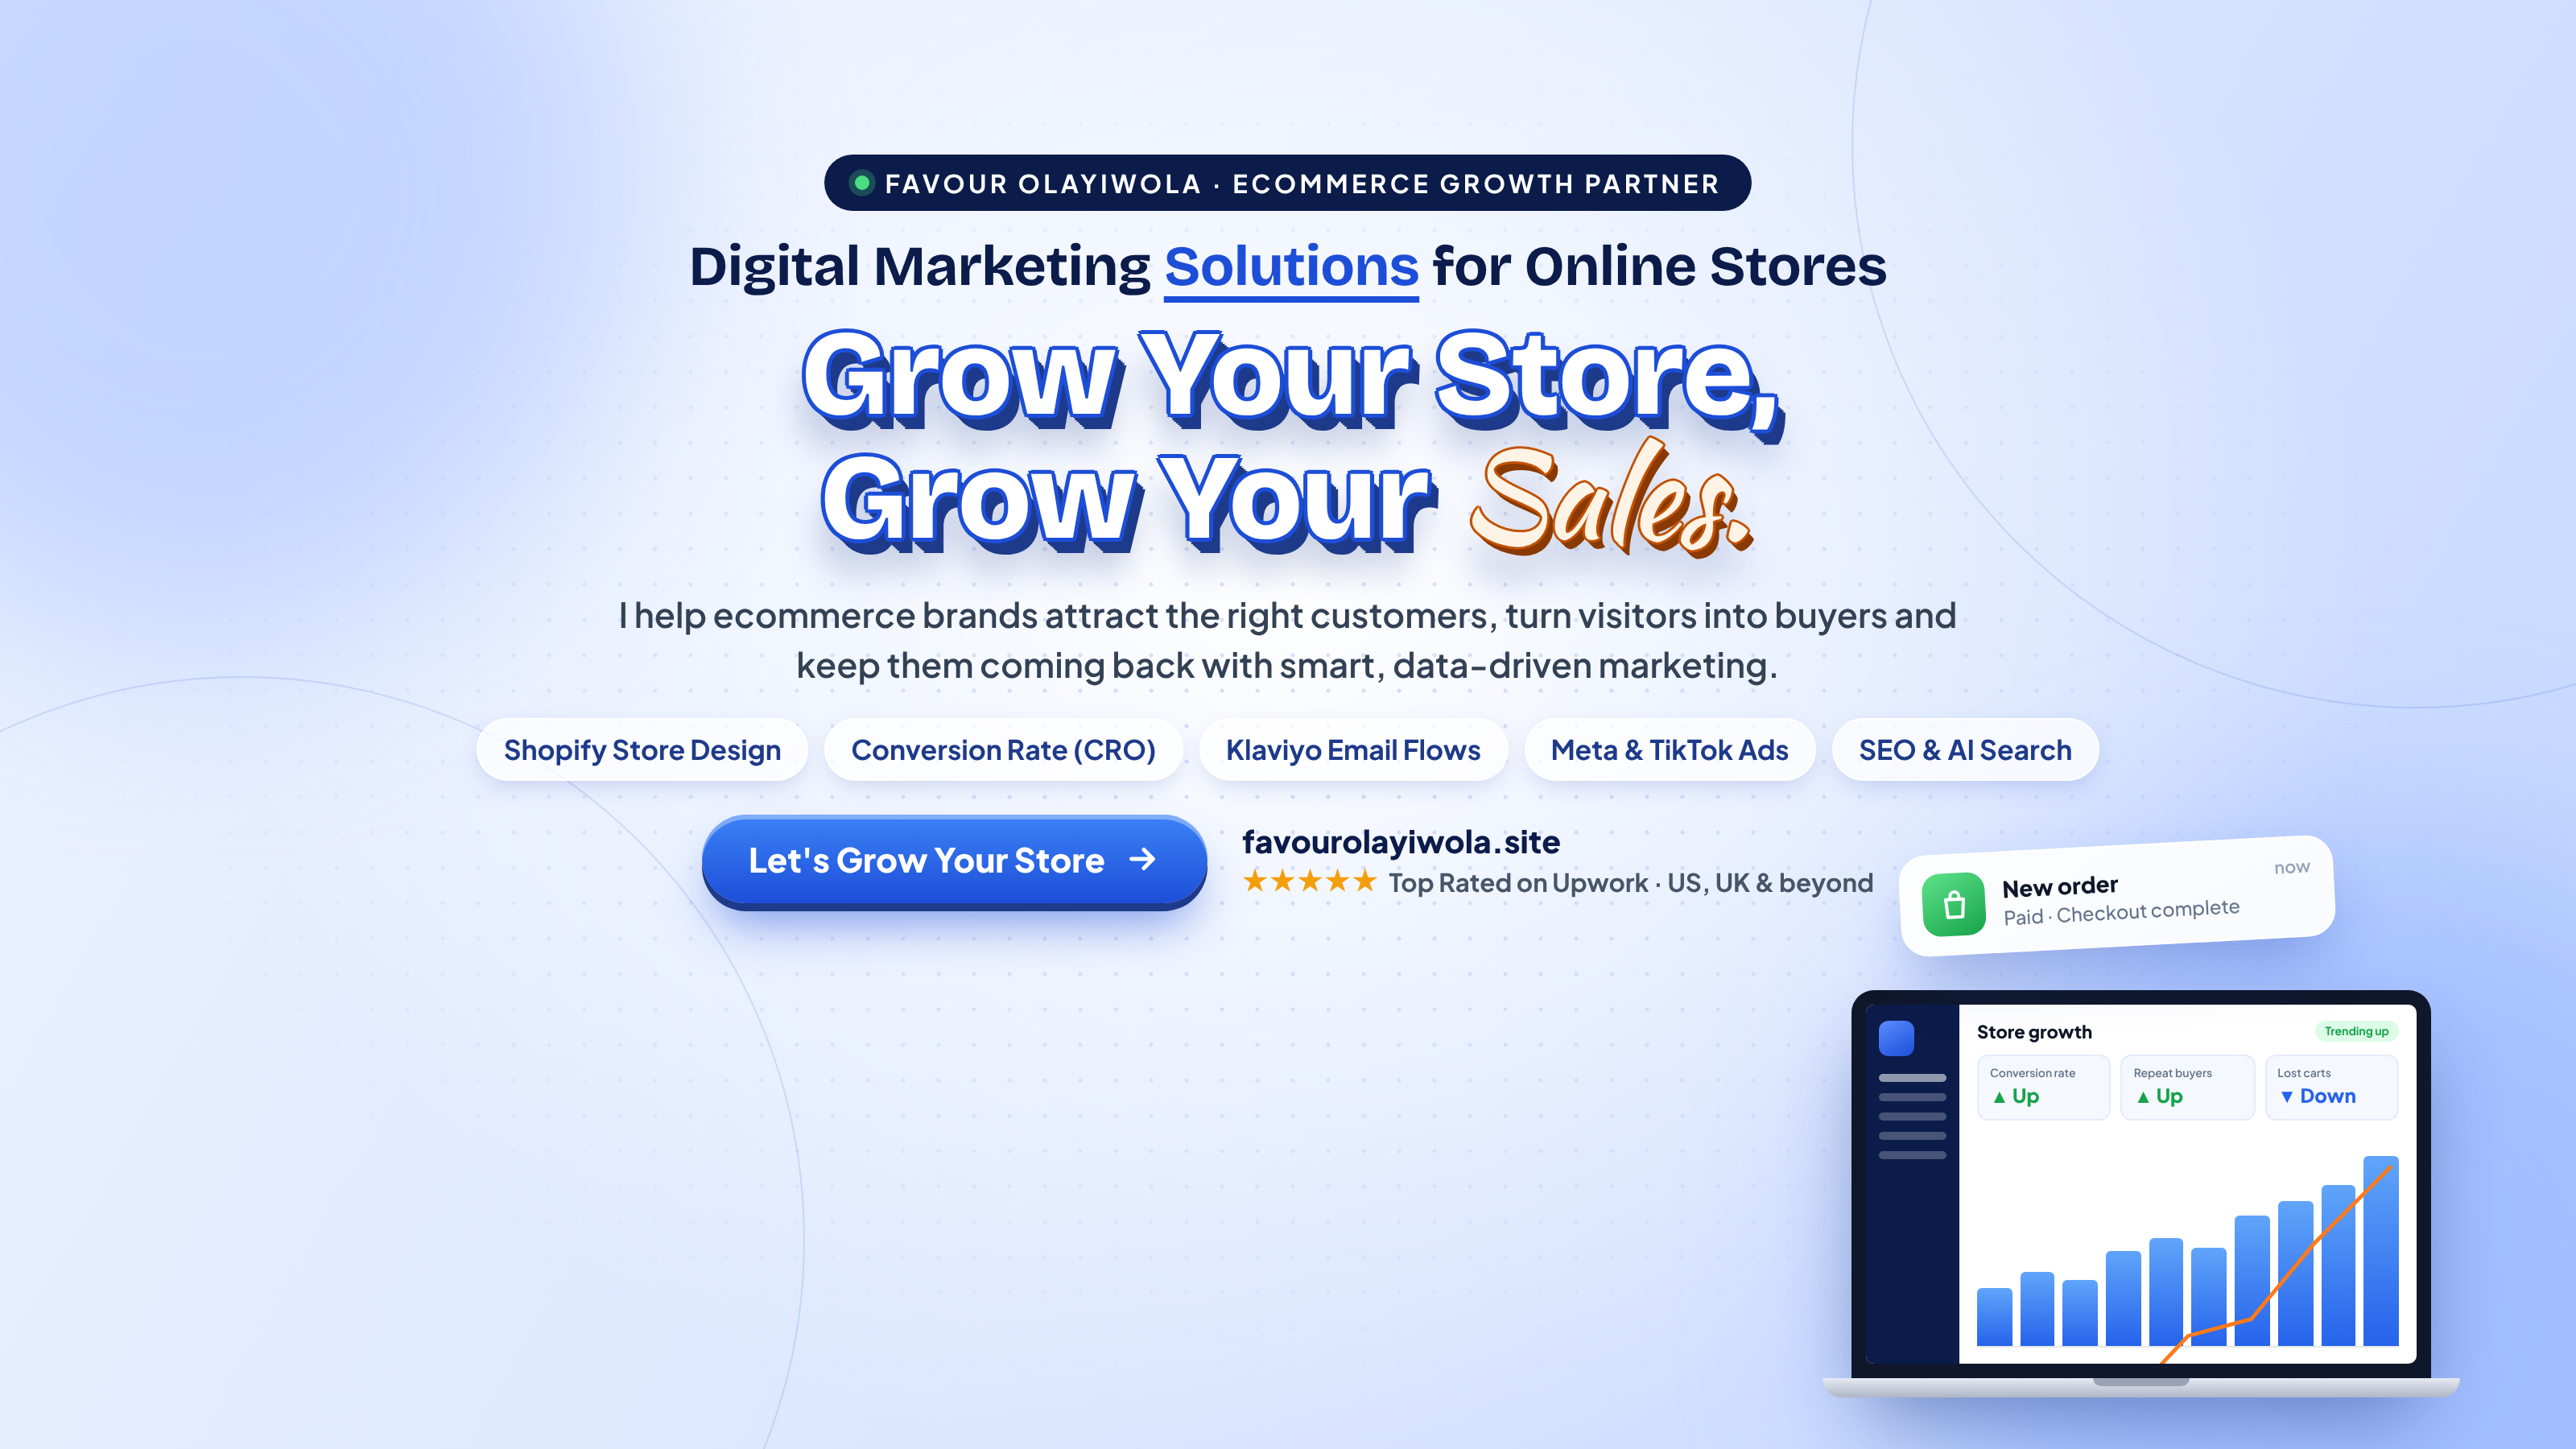 FAVOUR OLAYIWOLA · ECOMMERCE GROWTH PARTNER
Digital Marketing Solutions for Online Stores
Grow Your Store,
Grow Your Sales.
I help ecommerce brands attract the right customers, turn visitors into buyers and
keep them coming back with smart, data-driven marketing.
Shopify Store Design
Conversion Rate (CRO)
Klaviyo Email Flows
Meta & TikTok Ads
SEO & AI Search
Let's Grow Your Store →
favourolayiwola.site
★★★★★ Top Rated on Upwork · US, UK & beyond
New order
now
Paid · Checkout complete
Store growth
Trending up
Conversion rate
▲ Up
Repeat buyers
▲ Up
Lost carts
▼ Down